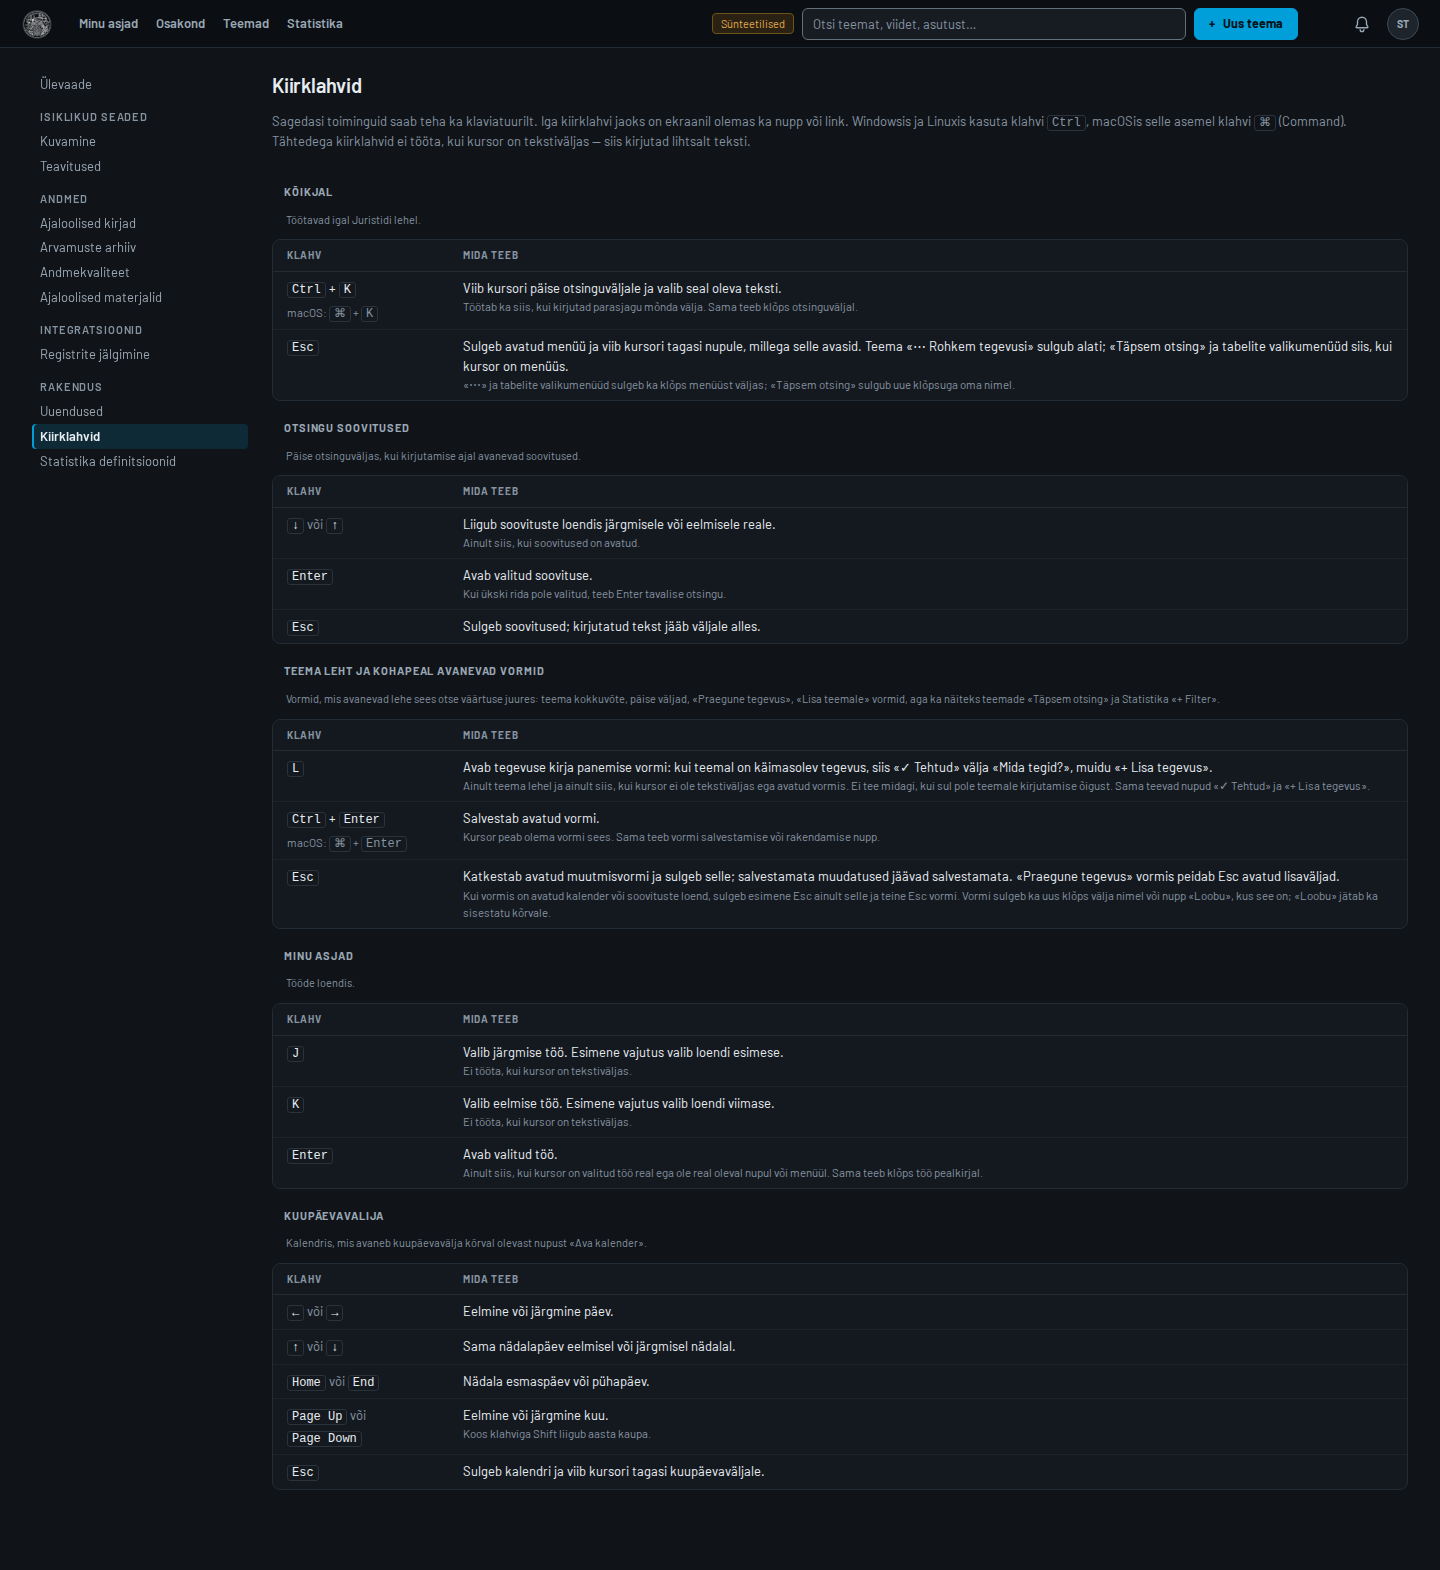 Minu asjad Osakond Teemad Statistika Sünteetilised Otsi teemat, viidet, asutust… + Uus teema ST
Ülevaade
ISIKLIKUD SEADED
Kuvamine
Teavitused
ANDMED
Ajaloolised kirjad
Arvamuste arhiiv
Andmekvaliteet
Ajaloolised materjalid
INTEGRATSIOONID
Registrite jälgimine
RAKENDUS
Uuendused
Kiirklahvid
Statistika definitsioonid
Kiirklahvid
Sagedasi toiminguid saab teha ka klaviatuurilt. Iga kiirklahvi jaoks on ekraanil olemas ka nupp või link. Windowsis ja Linuxis kasuta klahvi Ctrl, macOSis selle asemel klahvi ⌘ (Command).
Tähtedega kiirklahvid ei tööta, kui kursor on tekstiväljas — siis kirjutad lihtsalt teksti.
KÕIKJAL
Töötavad igal Juristidi lehel.
KLAHV MIDA TEEB
Ctrl + K Viib kursori päise otsinguväljale ja valib seal oleva teksti.
macOS: ⌘ + K Töötab ka siis, kui kirjutad parasjagu mõnda välja. Sama teeb klõps otsinguväljal.
Esc Sulgeb avatud menüü ja viib kursori tagasi nupule, millega selle avasid. Teema «⋯ Rohkem tegevusi» sulgub alati; «Täpsem otsing» ja tabelite valikumenüüd siis, kui
kursor on menüüs.
«⋯» ja tabelite valikumenüüd sulgeb ka klõps menüüst väljas; «Täpsem otsing» sulgub uue klõpsuga oma nimel.
OTSINGU SOOVITUSED
Päise otsinguväljas, kui kirjutamise ajal avanevad soovitused.
KLAHV MIDA TEEB
↓ või ↑ Liigub soovituste loendis järgmisele või eelmisele reale.
Ainult siis, kui soovitused on avatud.
Enter Avab valitud soovituse.
Kui ükski rida pole valitud, teeb Enter tavalise otsingu.
Esc Sulgeb soovitused; kirjutatud tekst jääb väljale alles.
TEEMA LEHT JA KOHAPEAL AVANEVAD VORMID
Vormid, mis avanevad lehe sees otse väärtuse juures: teema kokkuvõte, päise väljad, «Praegune tegevus», «Lisa teemale» vormid, aga ka näiteks teemade «Täpsem otsing» ja Statistika «+ Filter».
KLAHV MIDA TEEB
L Avab tegevuse kirja panemise vormi: kui teemal on käimasolev tegevus, siis «✓ Tehtud» välja «Mida tegid?», muidu «+ Lisa tegevus».
Ainult teema lehel ja ainult siis, kui kursor ei ole tekstiväljas ega avatud vormis. Ei tee midagi, kui sul pole teemale kirjutamise õigust. Sama teevad nupud «✓ Tehtud» ja «+ Lisa tegevus».
Ctrl + Enter Salvestab avatud vormi.
macOS: ⌘ + Enter Kursor peab olema vormi sees. Sama teeb vormi salvestamise või rakendamise nupp.
Esc Katkestab avatud muutmisvormi ja sulgeb selle; salvestamata muudatused jäävad salvestamata. «Praegune tegevus» vormis peidab Esc avatud lisaväljad.
Kui vormis on avatud kalender või soovituste loend, sulgeb esimene Esc ainult selle ja teine Esc vormi. Vormi sulgeb ka uus klõps välja nimel või nupp «Loobu», kus see on; «Loobu» jätab ka
sisestatu kõrvale.
MINU ASJAD
Tööde loendis.
KLAHV MIDA TEEB
J Valib järgmise töö. Esimene vajutus valib loendi esimese.
Ei tööta, kui kursor on tekstiväljas.
K Valib eelmise töö. Esimene vajutus valib loendi viimase.
Ei tööta, kui kursor on tekstiväljas.
Enter Avab valitud töö.
Ainult siis, kui kursor on valitud töö real ega ole real oleval nupul või menüül. Sama teeb klõps töö pealkirjal.
KUUPÄEVAVALIJA
Kalendris, mis avaneb kuupäevavälja kõrval olevast nupust «Ava kalender».
KLAHV MIDA TEEB
← või → Eelmine või järgmine päev.
↑ või ↓ Sama nädalapäev eelmisel või järgmisel nädalal.
Home või End Nädala esmaspäev või pühapäev.
Page Up või Eelmine või järgmine kuu.
Page Down Koos klahviga Shift liigub aasta kaupa.
Esc Sulgeb kalendri ja viib kursori tagasi kuupäevaväljale.